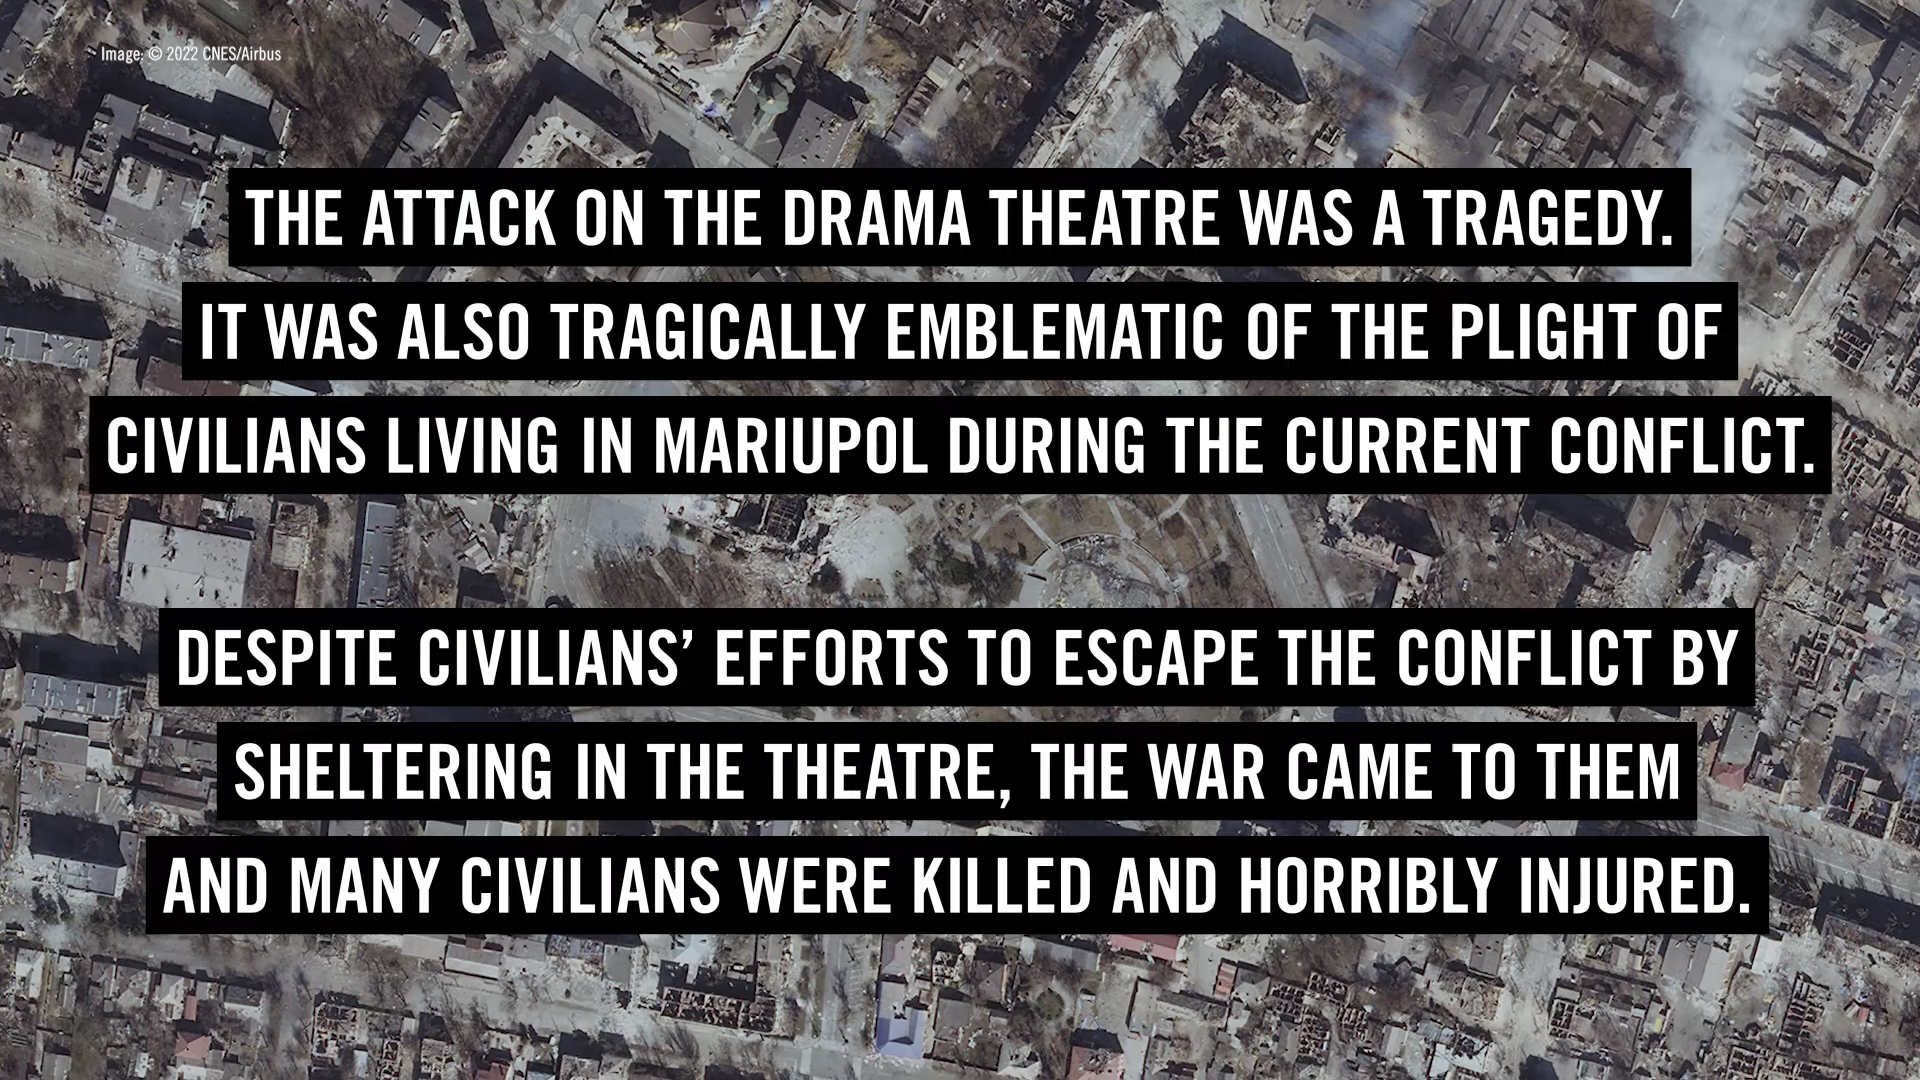 Image: © 2022 CNES/Airbus
THE ATTACK ON THE DRAMA THEATRE WAS A TRAGEDY.
IT WAS ALSO TRAGICALLY EMBLEMATIC OF THE PLIGHT OF
CIVILIANS LIVING IN MARIUPOL DURING THE CURRENT CONFLICT.
DESPITE CIVILIANS’ EFFORTS TO ESCAPE THE CONFLICT BY
SHELTERING IN THE THEATRE, THE WAR CAME TO THEM
AND MANY CIVILIANS WERE KILLED AND HORRIBLY INJURED.